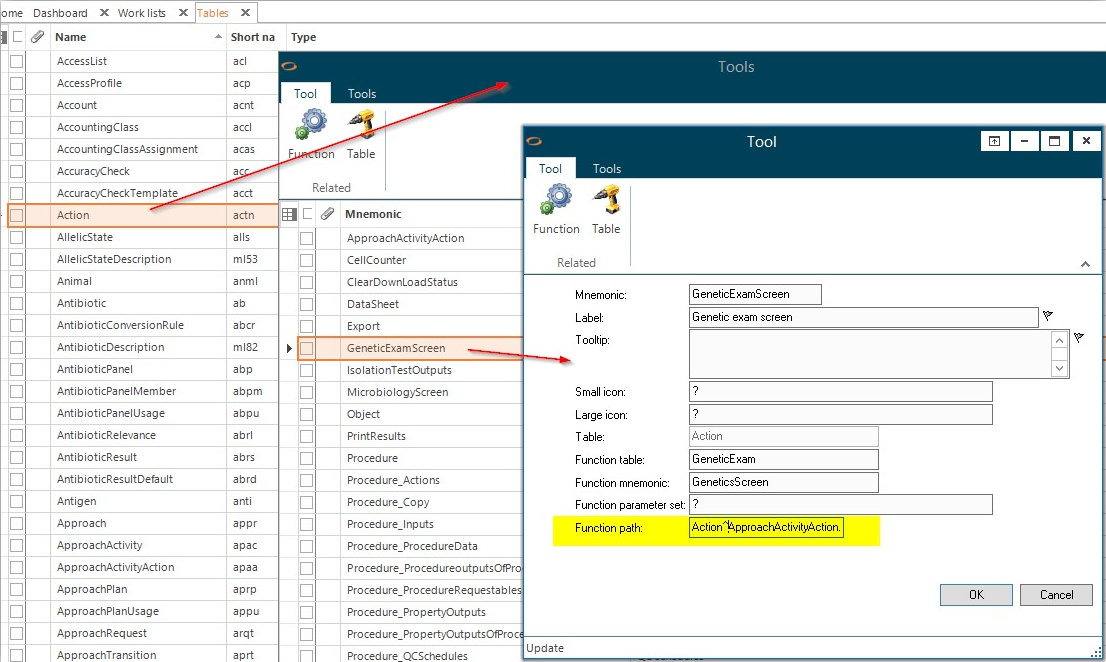 ome Dashboard Work lists Tables
Name Short na Type
AccessList acl
AccessProfile acp
Account acnt
AccountingClass accl
AccountingClassAssignment acas
AccuracyCheck acc
AccuracyCheckTemplate acct
Action actn
AllelicState alls
AllelicStateDescription ml53
Animal anml
Antibiotic ab
AntibioticConversionRule abcr
AntibioticDescription ml82
AntibioticPanel abp
AntibioticPanelMember abpm
AntibioticPanelUsage abpu
AntibioticRelevance abrl
AntibioticResult abrs
AntibioticResultDefault abrd
Antigen anti
Approach appr
ApproachActivity apac
ApproachActivityAction apaa
ApproachPlan aprp
ApproachPlanUsage appu
ApproachRequest arqt
ApproachTransition aprt
Tools
Tool Tools
Function Table
Related
Mnemonic
ApproachActivityAction
CellCounter
ClearDownLoadStatus
DataSheet
Export
GeneticExamScreen
IsolationTestOutputs
MicrobiologyScreen
Object
PrintResults
Procedure
Procedure_Actions
Procedure_Copy
Procedure_Inputs
Procedure_ProcedureData
Procedure_ProcedureoutputsOfPro
Procedure_ProcedureRequestables
Procedure_PropertyOutputs
Procedure_PropertyOutputsOfProce
Procedure_QCSchedules
Tool
Tool Tools
Function Table
Related
Mnemonic: GeneticExamScreen
Label: Genetic exam screen
Tooltip:
Small icon: ?
Large icon: ?
Table: Action
Function table: GeneticExam
Function mnemonic: GeneticsScreen
Function parameter set: ?
Function path: Action^ApproachActivityAction.
OK Cancel
Update